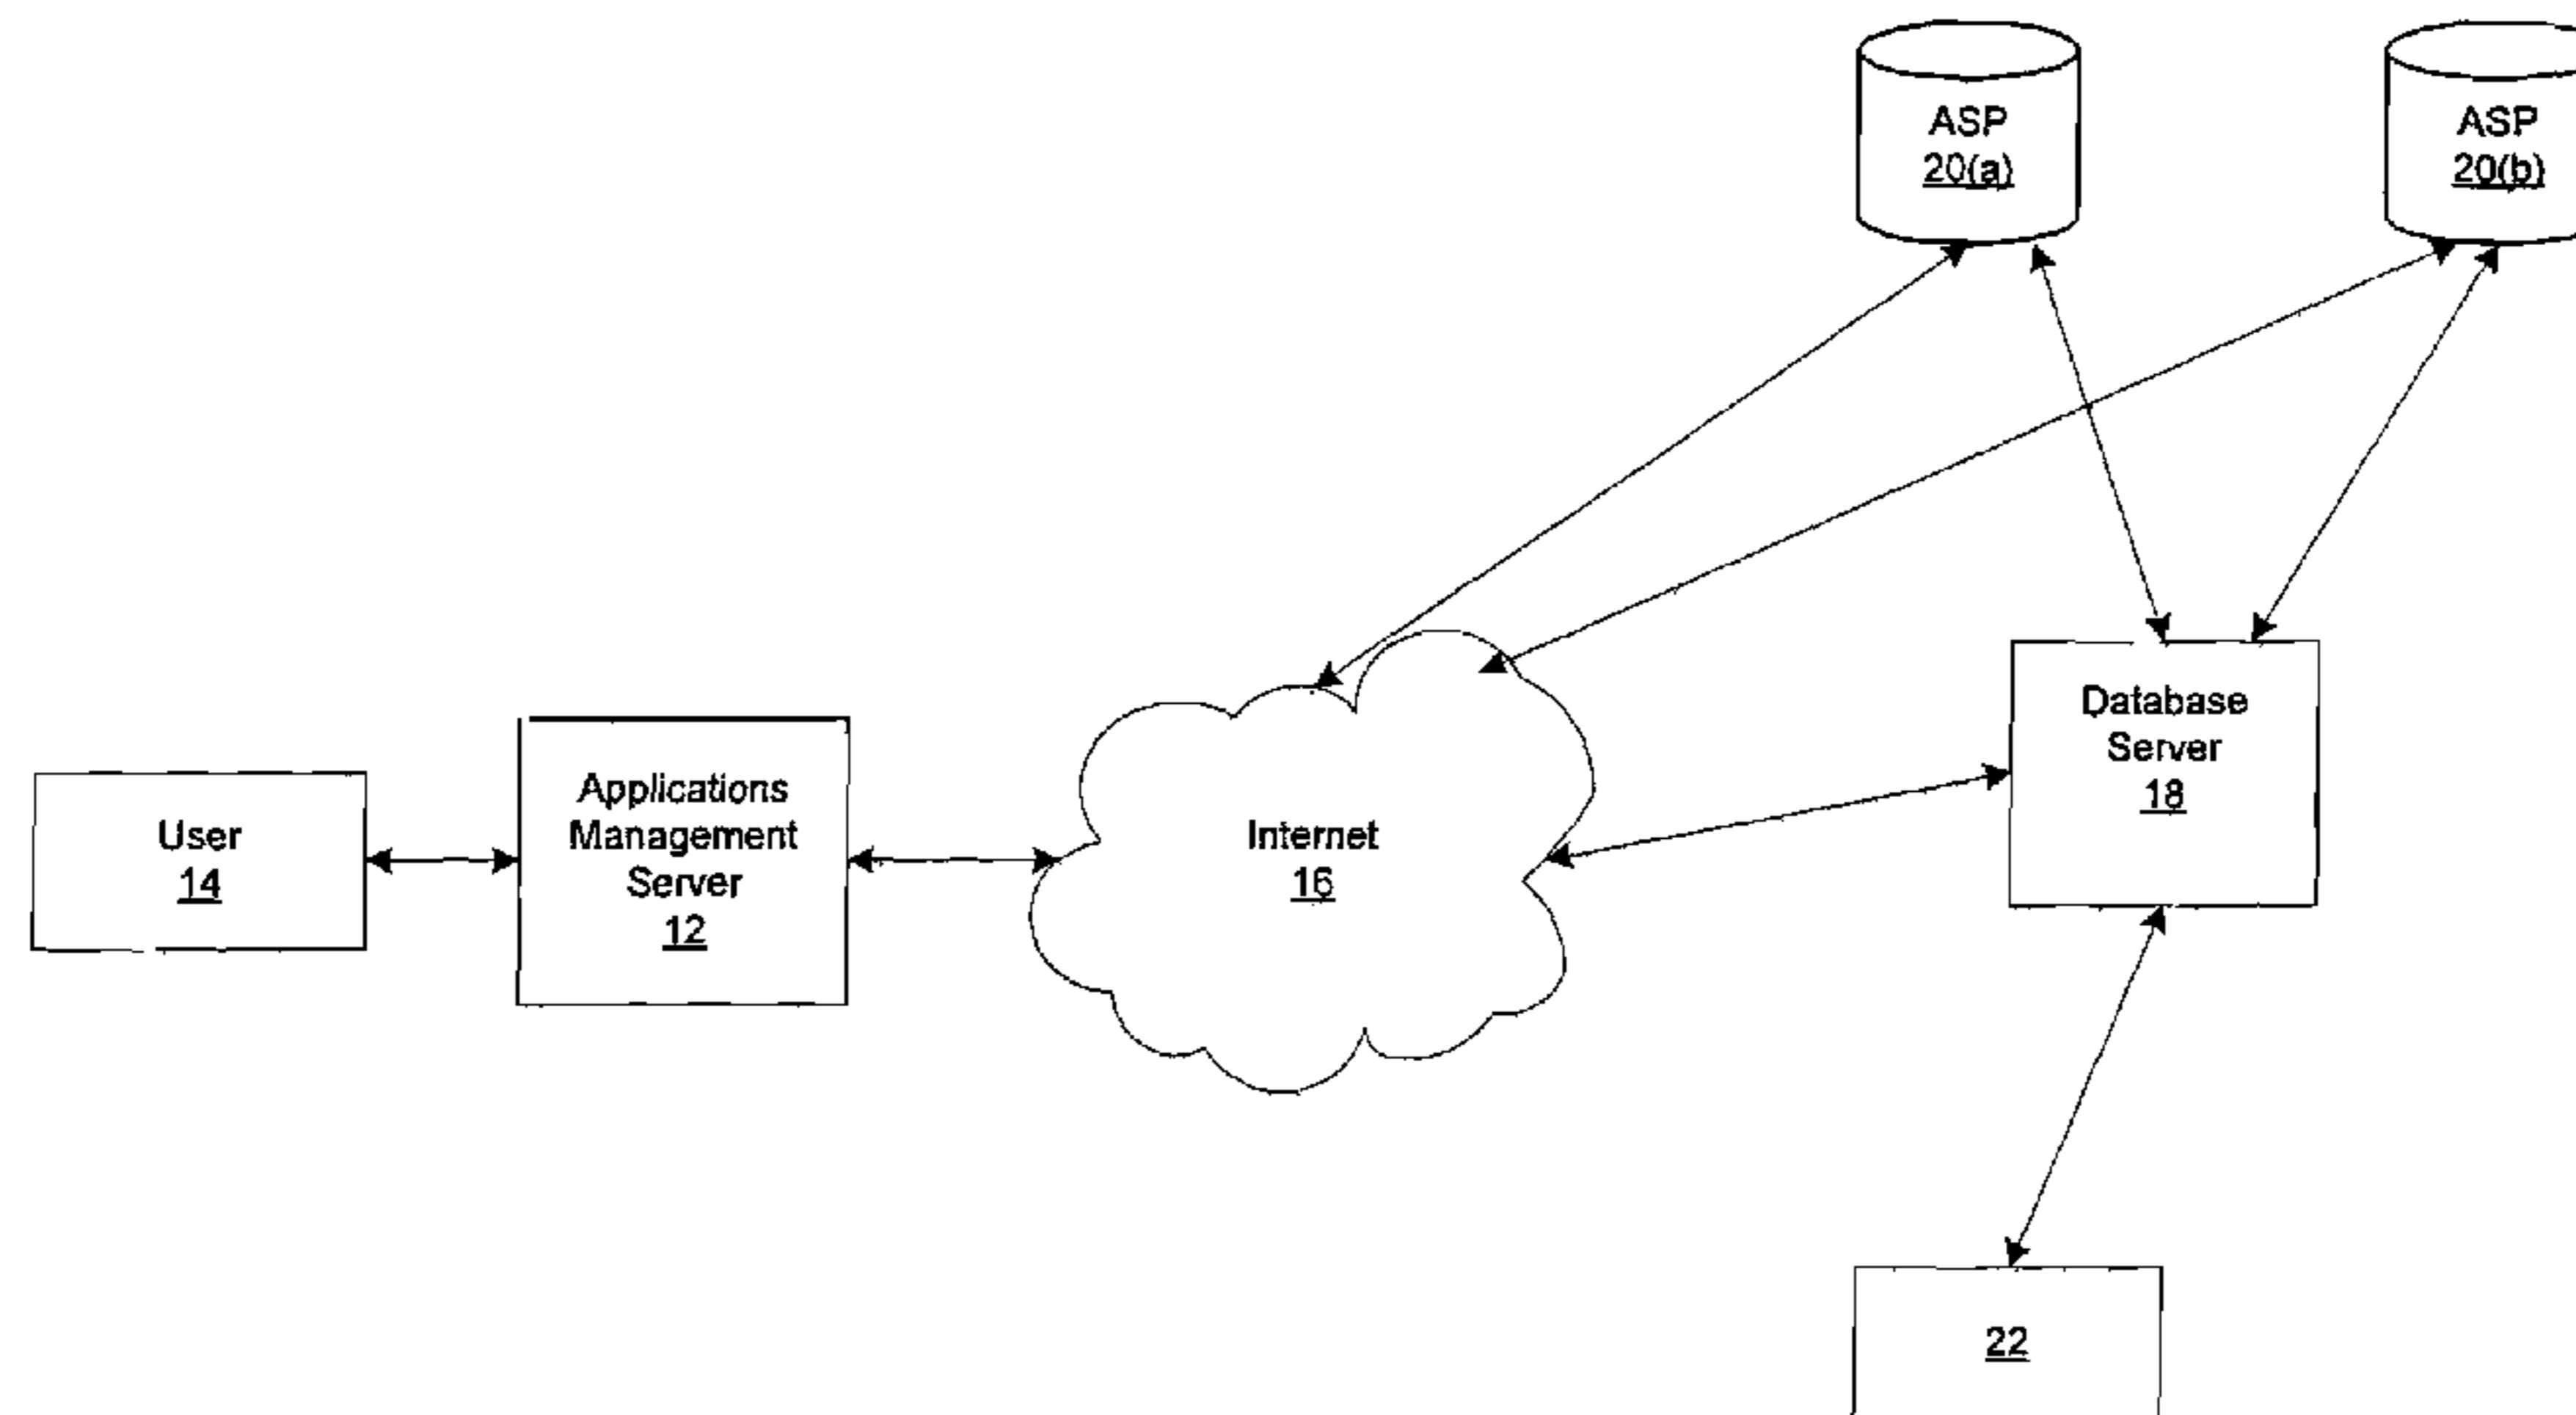 ASP
20(a)
ASP
20(b)
Database
Server
18
User
14
Applications
Management
Server
12
Internet
16
22